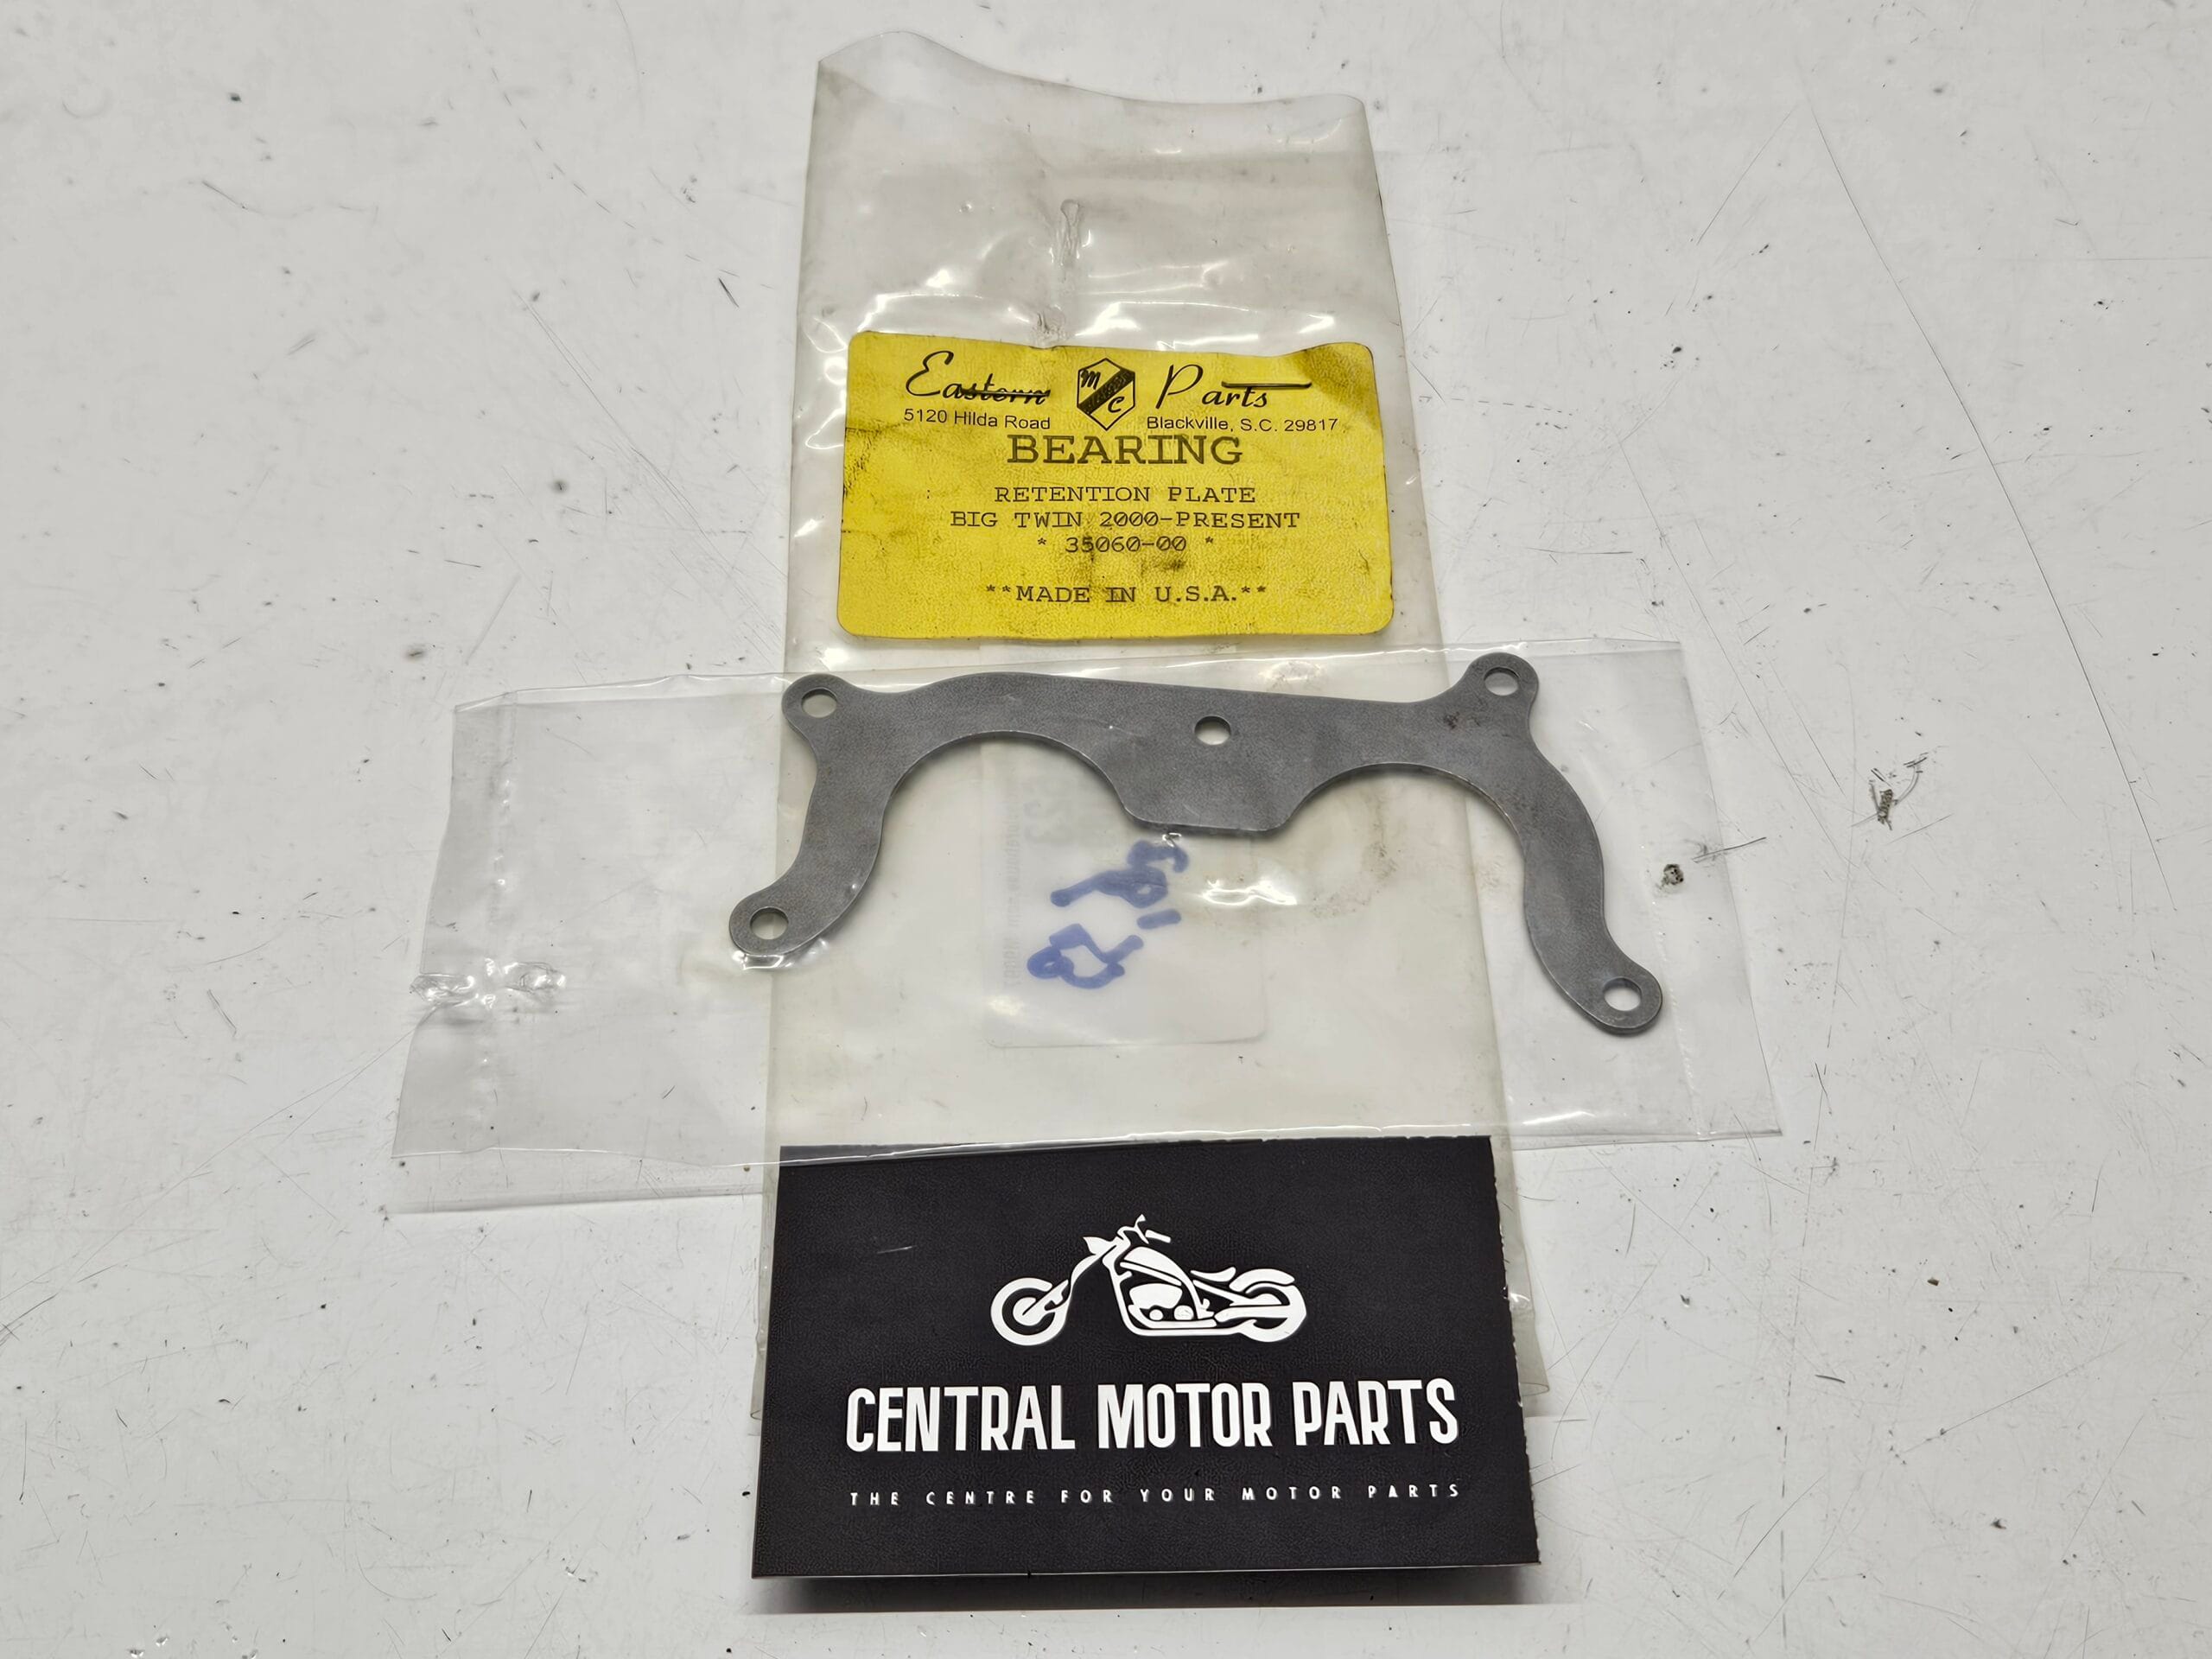 Eastern MC Parts
5120 Hilda Road Blackville, S.C. 29817
BEARING
RETENTION PLATE
BIG TWIN 2000-PRESENT
* 35060-00 *
**MADE IN U.S.A.**
CENTRAL MOTOR PARTS
THE CENTRE FOR YOUR MOTOR PARTS